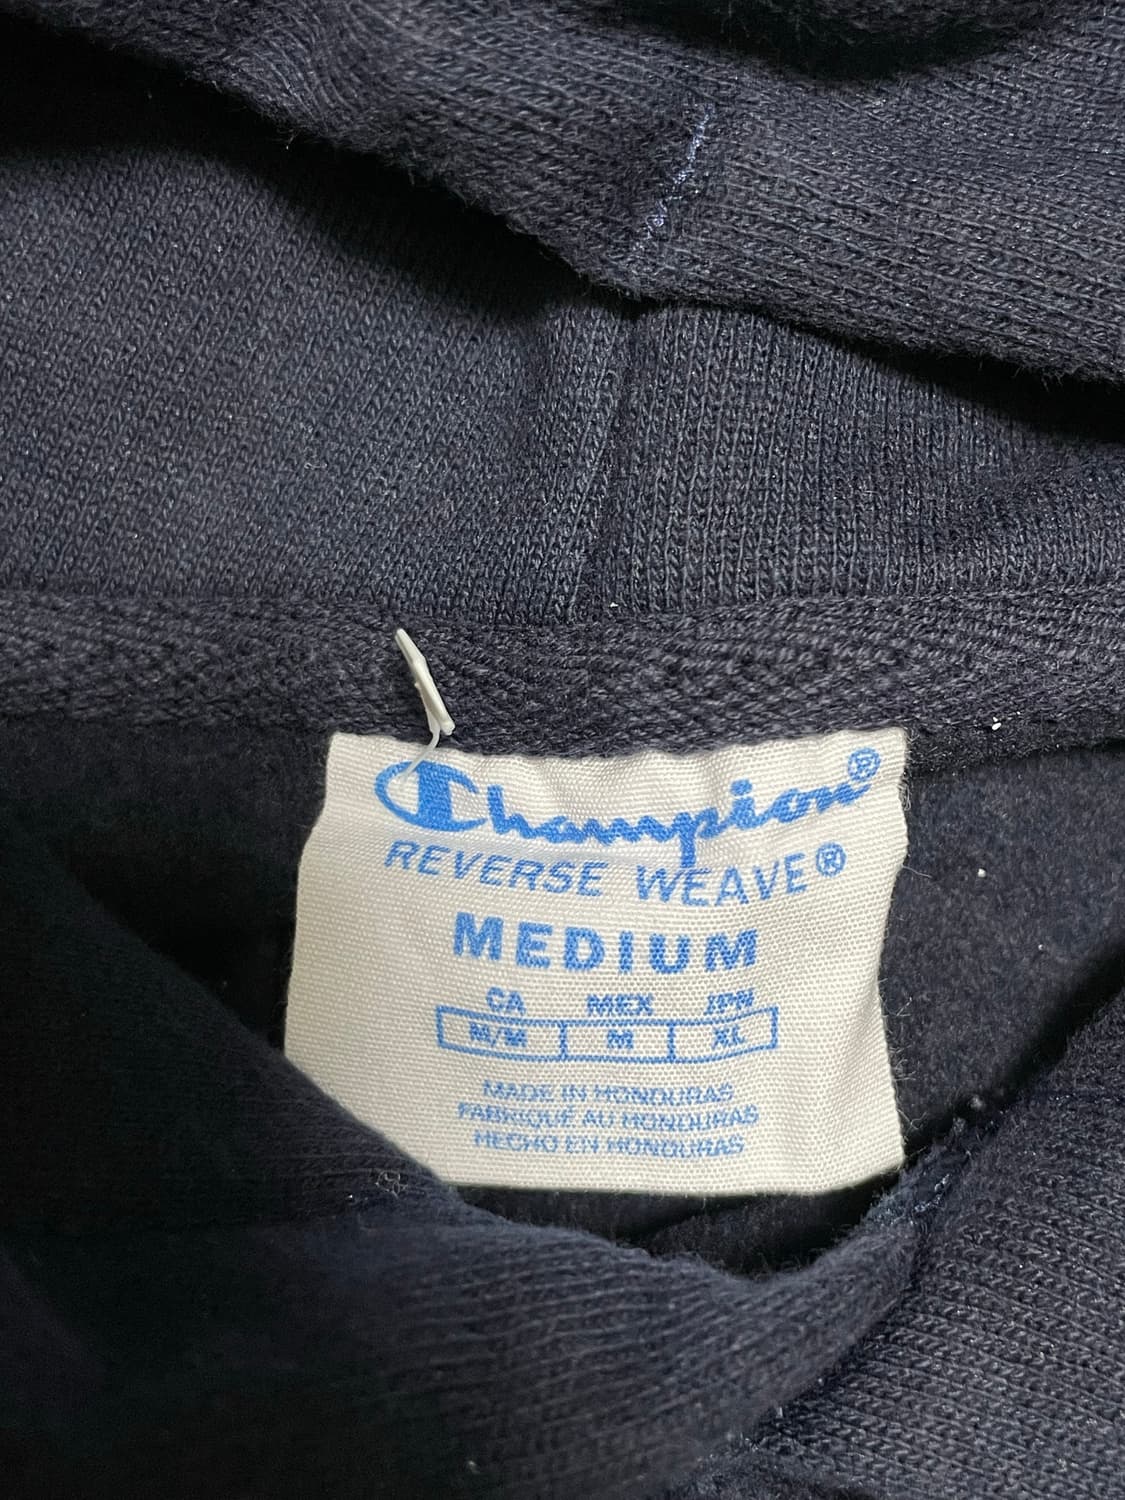 Champion®
REVERSE WEAVE®
MEDIUM
CA MEX JPN
M/M M XL
MADE IN HONDURAS
FABRIQUÉ AU HONDURAS
HECHO EN HONDURAS